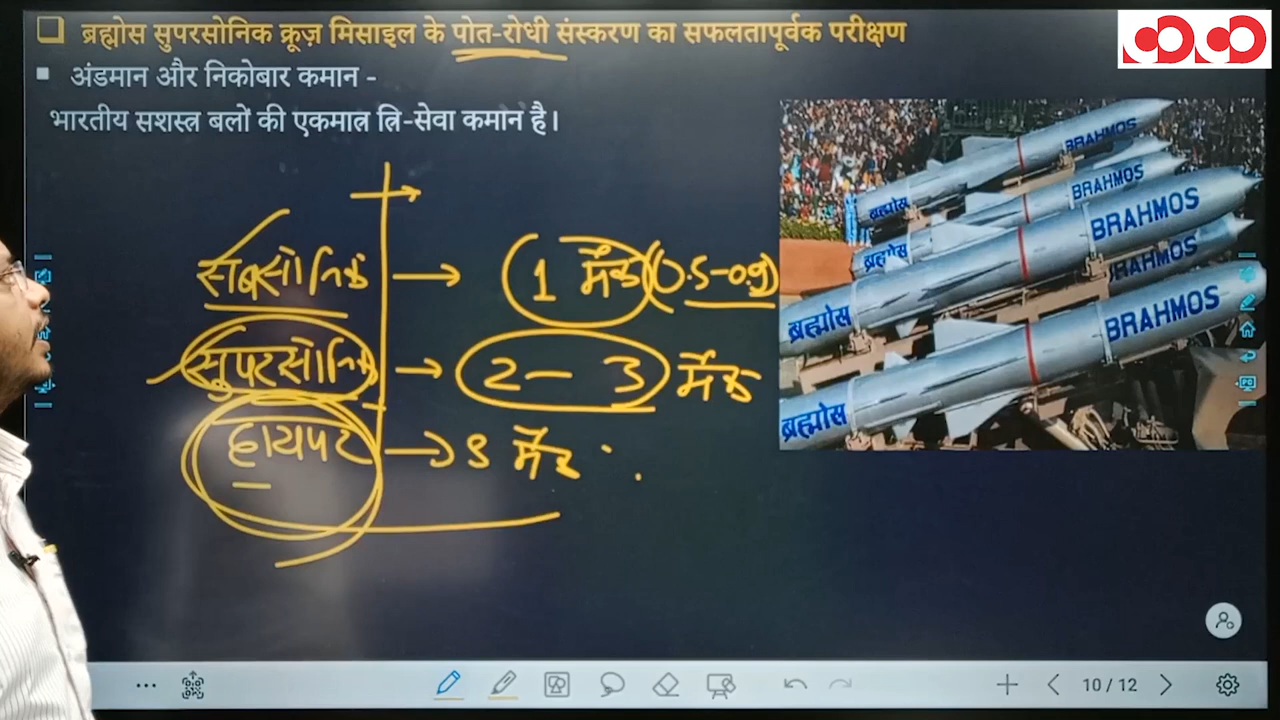 ब्रह्मोस सुपरसोनिक क्रूज़ मिसाइल के पोत-रोधी संस्करण का सफलतापूर्वक परीक्षण
अंडमान और निकोबार कमान -
भारतीय सशस्त्र बलों की एकमात्र त्रि-सेवा कमान है।
सबसोनिक → 1 मैक (0.5-0.9)
सुपरसोनिक → 2 - 3 मैक
हायपर → 5 मैक
ब्रह्मोस BRAHMOS
BRAHMOS
ब्रह्मोस BRAHMOS
BRAHMOS
ब्रह्मोस BRAHMOS
ब्रह्मोस
10 / 12